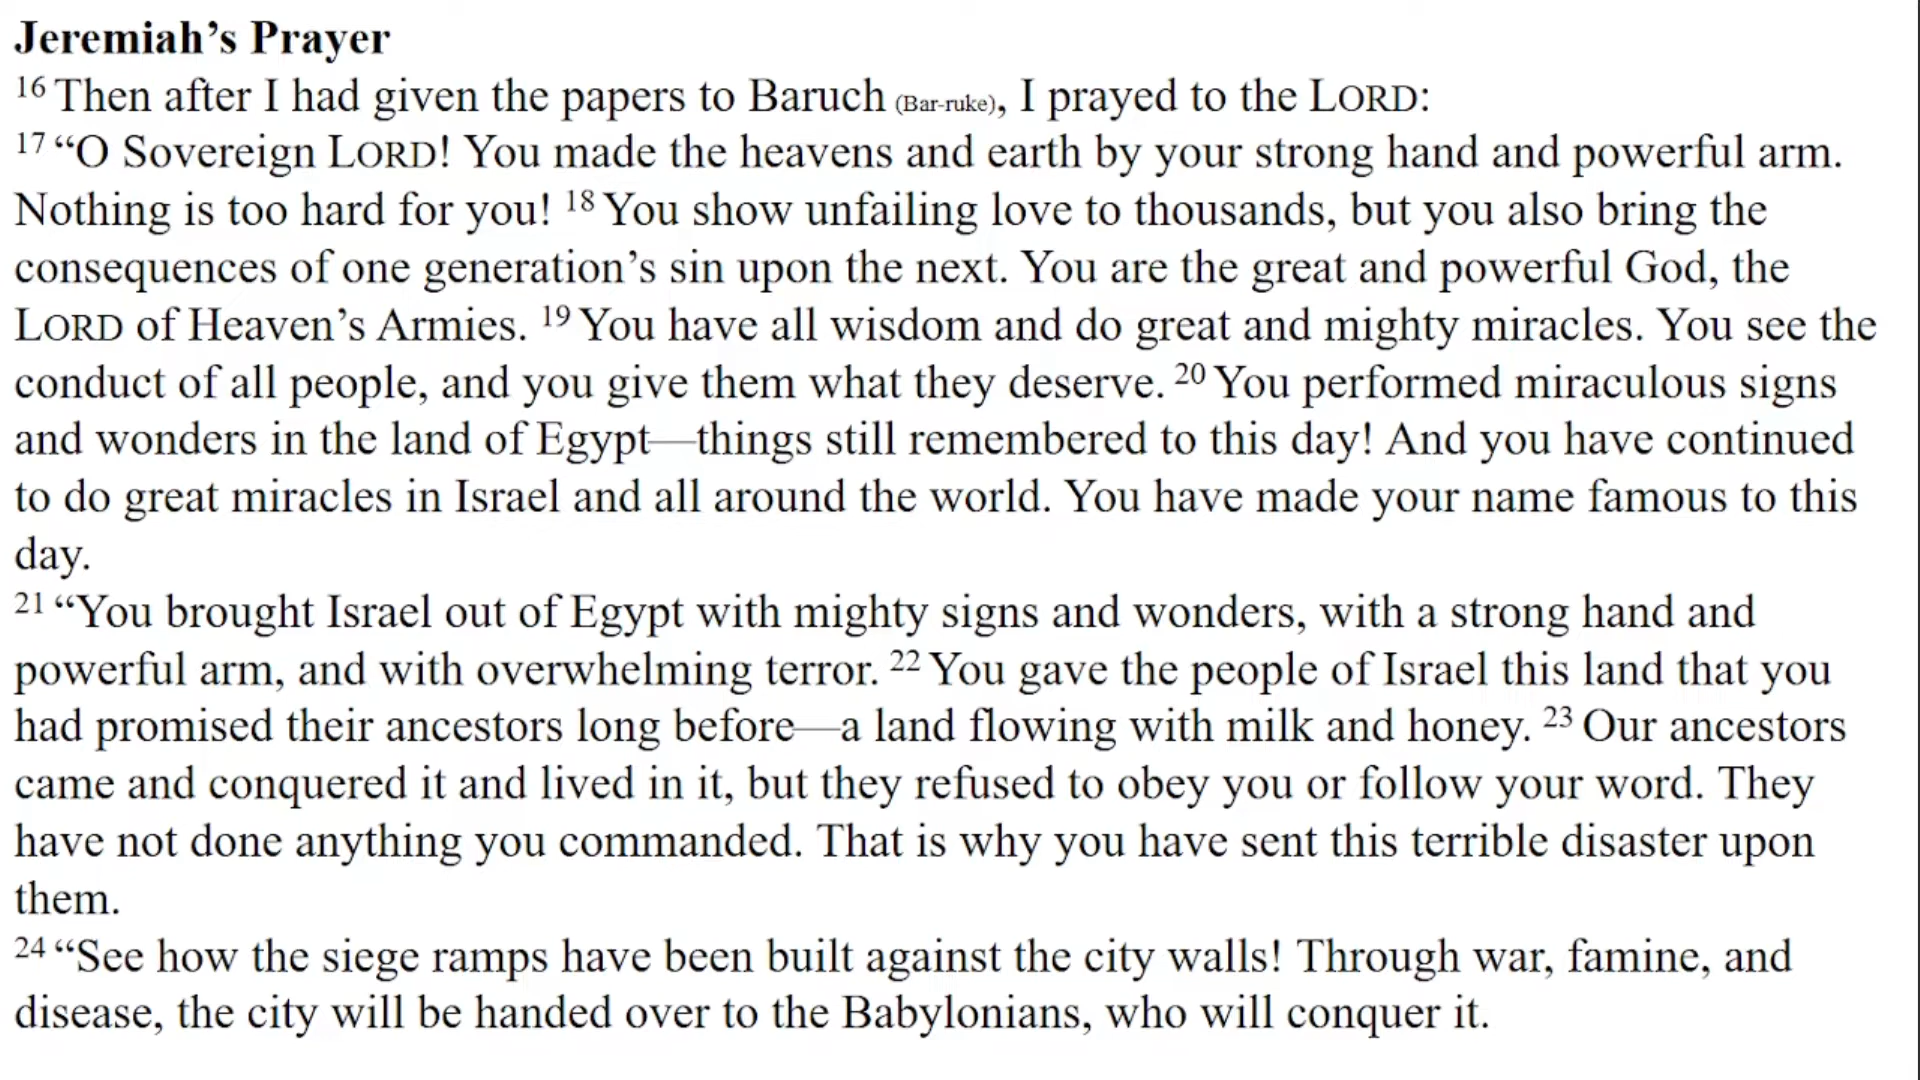 Jeremiah’s Prayer
16 Then after I had given the papers to Baruch (Bar-ruke), I prayed to the LORD:
17 “O Sovereign LORD! You made the heavens and earth by your strong hand and powerful arm.
Nothing is too hard for you! 18 You show unfailing love to thousands, but you also bring the
consequences of one generation’s sin upon the next. You are the great and powerful God, the
LORD of Heaven’s Armies. 19 You have all wisdom and do great and mighty miracles. You see the
conduct of all people, and you give them what they deserve. 20 You performed miraculous signs
and wonders in the land of Egypt—things still remembered to this day! And you have continued
to do great miracles in Israel and all around the world. You have made your name famous to this
day.
21 “You brought Israel out of Egypt with mighty signs and wonders, with a strong hand and
powerful arm, and with overwhelming terror. 22 You gave the people of Israel this land that you
had promised their ancestors long before—a land flowing with milk and honey. 23 Our ancestors
came and conquered it and lived in it, but they refused to obey you or follow your word. They
have not done anything you commanded. That is why you have sent this terrible disaster upon
them.
24 “See how the siege ramps have been built against the city walls! Through war, famine, and
disease, the city will be handed over to the Babylonians, who will conquer it.